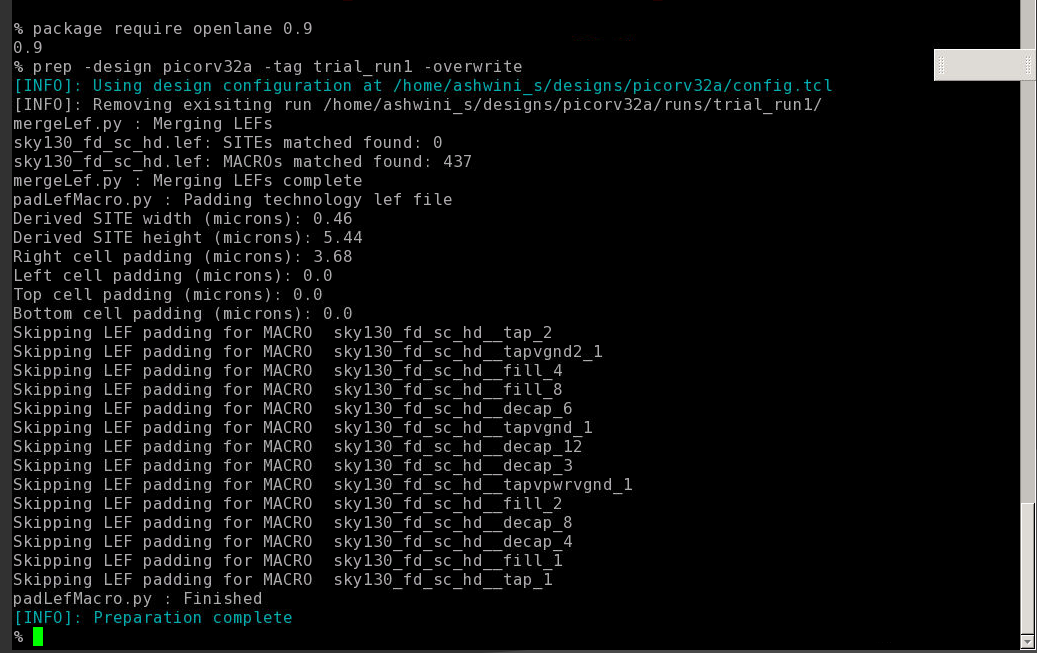 % package require openlane 0.9
0.9
% prep -design picorv32a -tag trial_run1 -overwrite
[INFO]: Using design configuration at /home/ashwini_s/designs/picorv32a/config.tcl
[INFO]: Removing exisiting run /home/ashwini_s/designs/picorv32a/runs/trial_run1/
mergeLef.py : Merging LEFs
sky130_fd_sc_hd.lef: SITEs matched found: 0
sky130_fd_sc_hd.lef: MACROs matched found: 437
mergeLef.py : Merging LEFs complete
padLefMacro.py : Padding technology lef file
Derived SITE width (microns): 0.46
Derived SITE height (microns): 5.44
Right cell padding (microns): 3.68
Left cell padding (microns): 0.0
Top cell padding (microns): 0.0
Bottom cell padding (microns): 0.0
Skipping LEF padding for MACRO  sky130_fd_sc_hd__tap_2
Skipping LEF padding for MACRO  sky130_fd_sc_hd__tapvgnd2_1
Skipping LEF padding for MACRO  sky130_fd_sc_hd__fill_4
Skipping LEF padding for MACRO  sky130_fd_sc_hd__fill_8
Skipping LEF padding for MACRO  sky130_fd_sc_hd__decap_6
Skipping LEF padding for MACRO  sky130_fd_sc_hd__tapvgnd_1
Skipping LEF padding for MACRO  sky130_fd_sc_hd__decap_12
Skipping LEF padding for MACRO  sky130_fd_sc_hd__decap_3
Skipping LEF padding for MACRO  sky130_fd_sc_hd__tapvpwrvgnd_1
Skipping LEF padding for MACRO  sky130_fd_sc_hd__fill_2
Skipping LEF padding for MACRO  sky130_fd_sc_hd__decap_8
Skipping LEF padding for MACRO  sky130_fd_sc_hd__decap_4
Skipping LEF padding for MACRO  sky130_fd_sc_hd__fill_1
Skipping LEF padding for MACRO  sky130_fd_sc_hd__tap_1
padLefMacro.py : Finished
[INFO]: Preparation complete
%